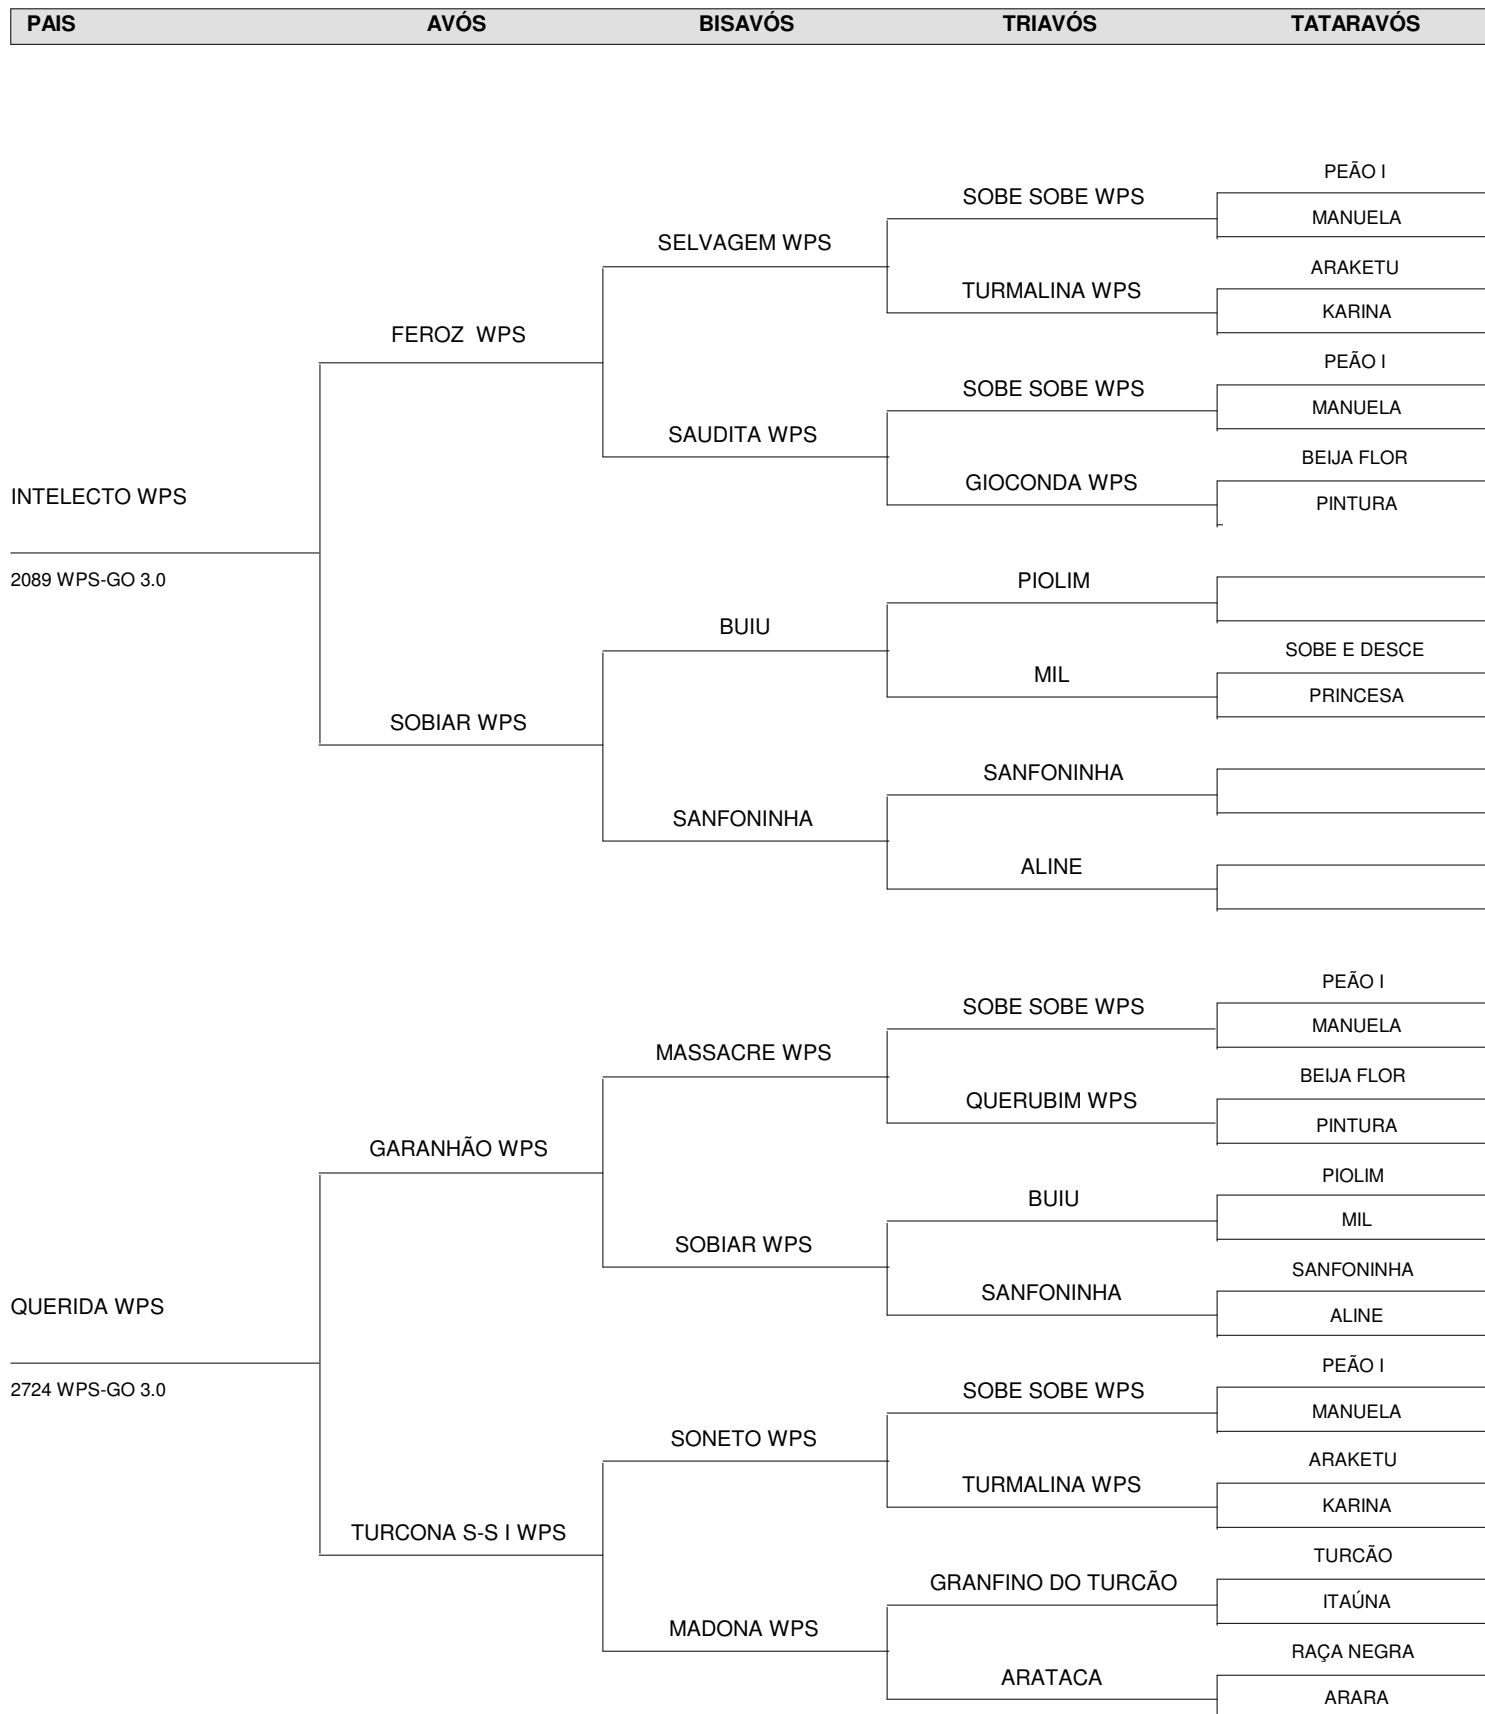 PAIS AVÓS BISAVÓS TRIAVÓS TATARAVÓS
PEÃO I
SOBE SOBE WPS
MANUELA
SELVAGEM WPS
ARAKETU
TURMALINA WPS
KARINA
FEROZ WPS
PEÃO I
SOBE SOBE WPS
MANUELA
SAUDITA WPS
BEIJA FLOR
GIOCONDA WPS
INTELECTO WPS
PINTURA
2089 WPS-GO 3.0
PIOLIM
BUIU
SOBE E DESCE
MIL
PRINCESA
SOBIAR WPS
SANFONINHA
SANFONINHA
ALINE
PEÃO I
SOBE SOBE WPS
MANUELA
MASSACRE WPS
BEIJA FLOR
QUERUBIM WPS
PINTURA
GARANHÃO WPS
PIOLIM
BUIU
MIL
SOBIAR WPS
SANFONINHA
SANFONINHA
QUERIDA WPS
ALINE
PEÃO I
2724 WPS-GO 3.0
SOBE SOBE WPS
MANUELA
SONETO WPS
ARAKETU
TURMALINA WPS
KARINA
TURCONA S-S I WPS
TURCÃO
GRANFINO DO TURCÃO
ITAÚNA
MADONA WPS
RAÇA NEGRA
ARATACA
ARARA